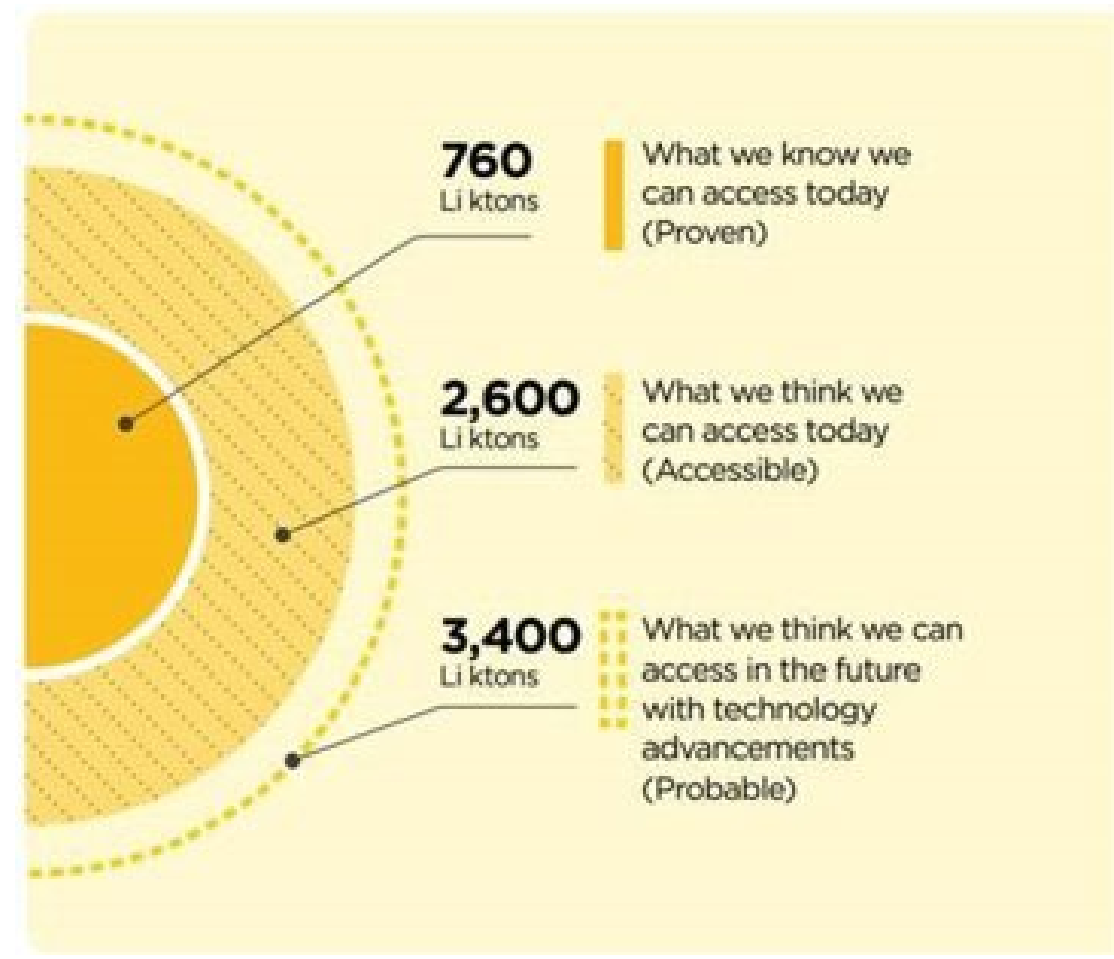 760
Li ktons
What we know we
can access today
(Proven)
2,600
Li ktons
What we think we
can access today
(Accessible)
3,400
Li ktons
What we think we can
access in the future
with technology
advancements
(Probable)